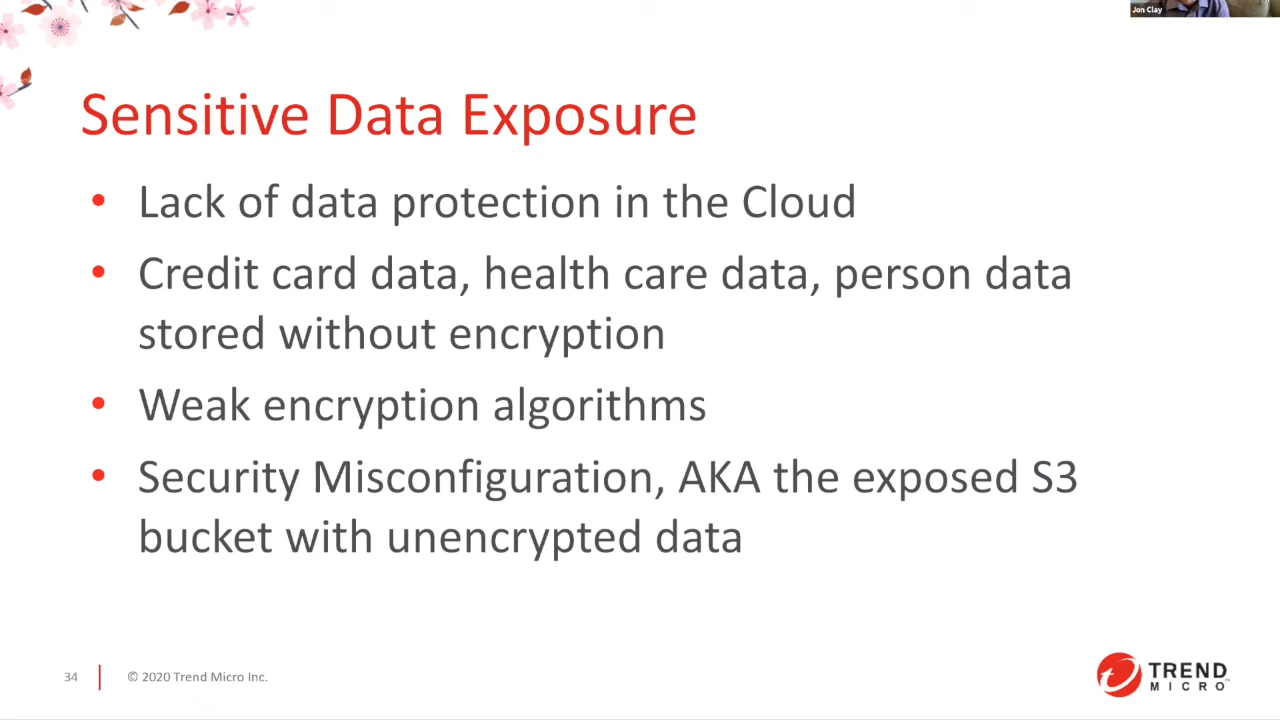 Jon Clay
Sensitive Data Exposure
• Lack of data protection in the Cloud
• Credit card data, health care data, person data
stored without encryption
• Weak encryption algorithms
• Security Misconfiguration, AKA the exposed S3
bucket with unencrypted data
34
© 2020 Trend Micro Inc.
TREND
MICRO™